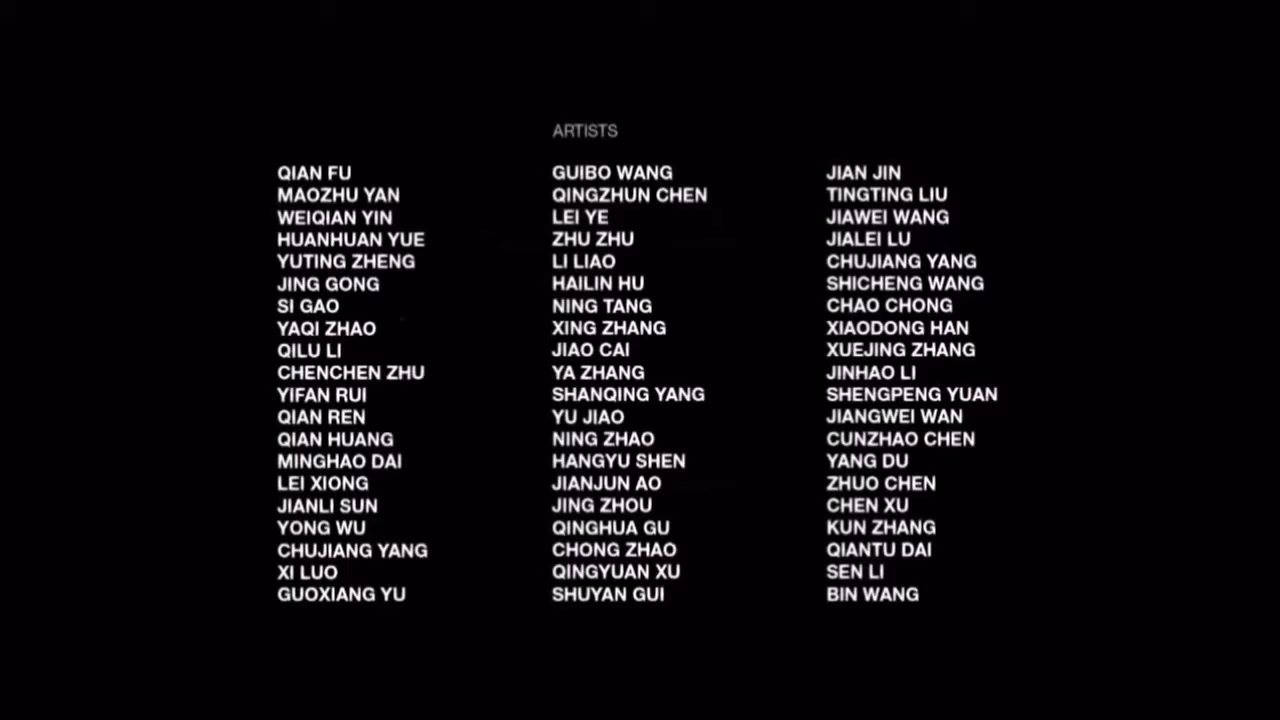 ARTISTS
QIAN FU
MAOZHU YAN
WEIQIAN YIN
HUANHUAN YUE
YUTING ZHENG
JING GONG
SI GAO
YAQI ZHAO
QILU LI
CHENCHEN ZHU
YIFAN RUI
QIAN REN
QIAN HUANG
MINGHAO DAI
LEI XIONG
JIANLI SUN
YONG WU
CHUJIANG YANG
XI LUO
GUOXIANG YU
GUIBO WANG
QINGZHUN CHEN
LEI YE
ZHU ZHU
LI LIAO
HAILIN HU
NING TANG
XING ZHANG
JIAO CAI
YA ZHANG
SHANQING YANG
YU JIAO
NING ZHAO
HANGYU SHEN
JIANJUN AO
JING ZHOU
QINGHUA GU
CHONG ZHAO
QINGYUAN XU
SHUYAN GUI
JIAN JIN
TINGTING LIU
JIAWEI WANG
JIALEI LU
CHUJIANG YANG
SHICHENG WANG
CHAO CHONG
XIAODONG HAN
XUEJING ZHANG
JINHAO LI
SHENGPENG YUAN
JIANGWEI WAN
CUNZHAO CHEN
YANG DU
ZHUO CHEN
CHEN XU
KUN ZHANG
QIANTU DAI
SEN LI
BIN WANG